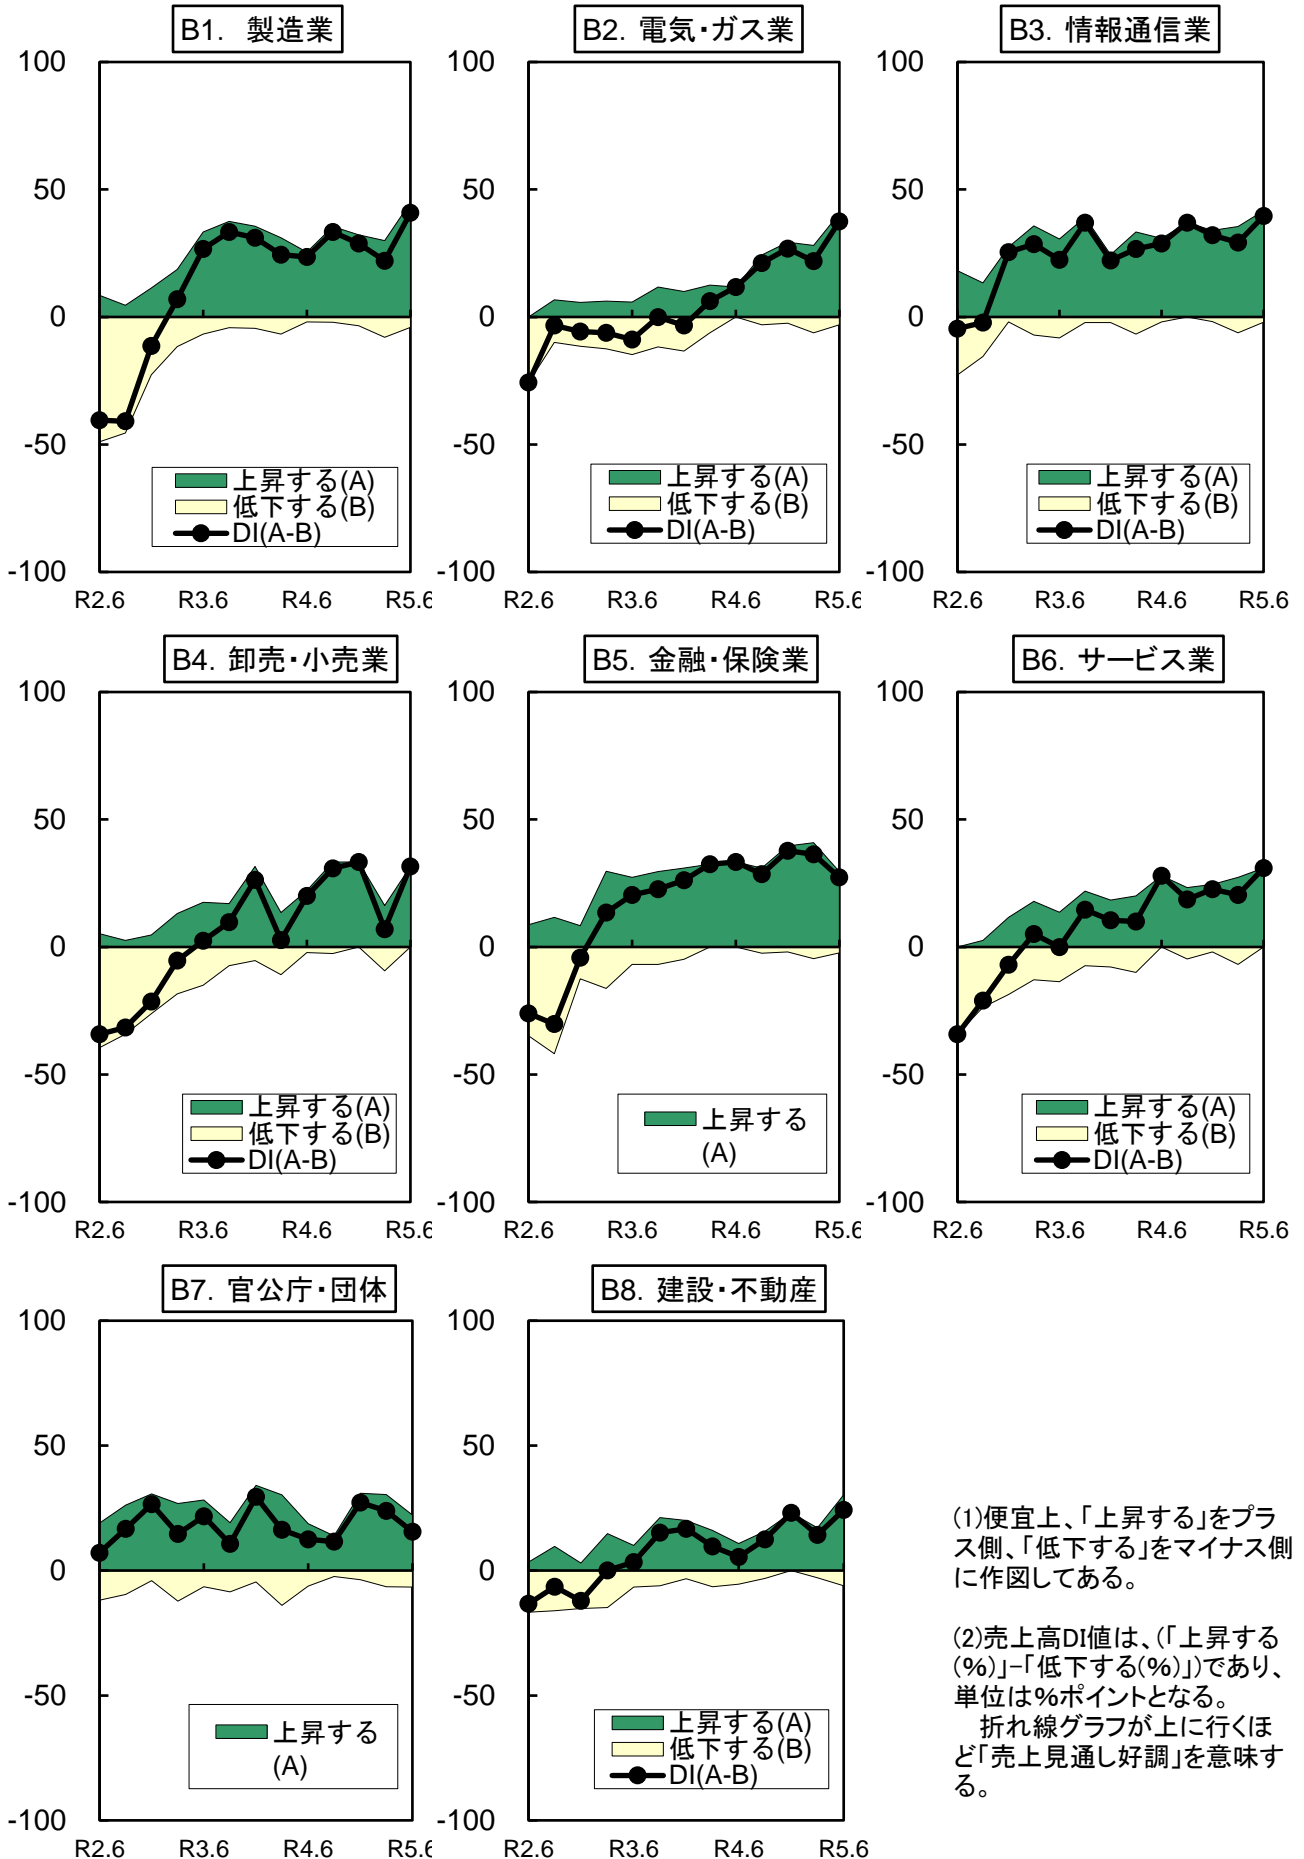 B1. 製造業
100
50
0
-50
-100
上昇する(A)
低下する(B)
DI(A-B)
R2.6 R3.6 R4.6 R5.6
B2. 電気・ガス業
100
50
0
-50
-100
上昇する(A)
低下する(B)
DI(A-B)
R2.6 R3.6 R4.6 R5.6
B3. 情報通信業
100
50
0
-50
-100
上昇する(A)
低下する(B)
DI(A-B)
R2.6 R3.6 R4.6 R5.6
B4. 卸売・小売業
100
50
0
-50
-100
上昇する(A)
低下する(B)
DI(A-B)
R2.6 R3.6 R4.6 R5.6
B5. 金融・保険業
100
50
0
-50
-100
上昇する
(A)
R2.6 R3.6 R4.6 R5.6
B6. サービス業
100
50
0
-50
-100
上昇する(A)
低下する(B)
DI(A-B)
R2.6 R3.6 R4.6 R5.6
B7. 官公庁・団体
100
50
0
-50
-100
上昇する
(A)
R2.6 R3.6 R4.6 R5.6
B8. 建設・不動産
100
50
0
-50
-100
上昇する(A)
低下する(B)
DI(A-B)
R2.6 R3.6 R4.6 R5.6
(1)便宜上、「上昇する」をプラ
ス側、「低下する」をマイナス側
に作図してある。
(2)売上高DI値は、(「上昇する
(%)」−「低下する(%)」)であり、
単位は%ポイントとなる。
折れ線グラフが上に行くほ
ど「売上見通し好調」を意味す
る。